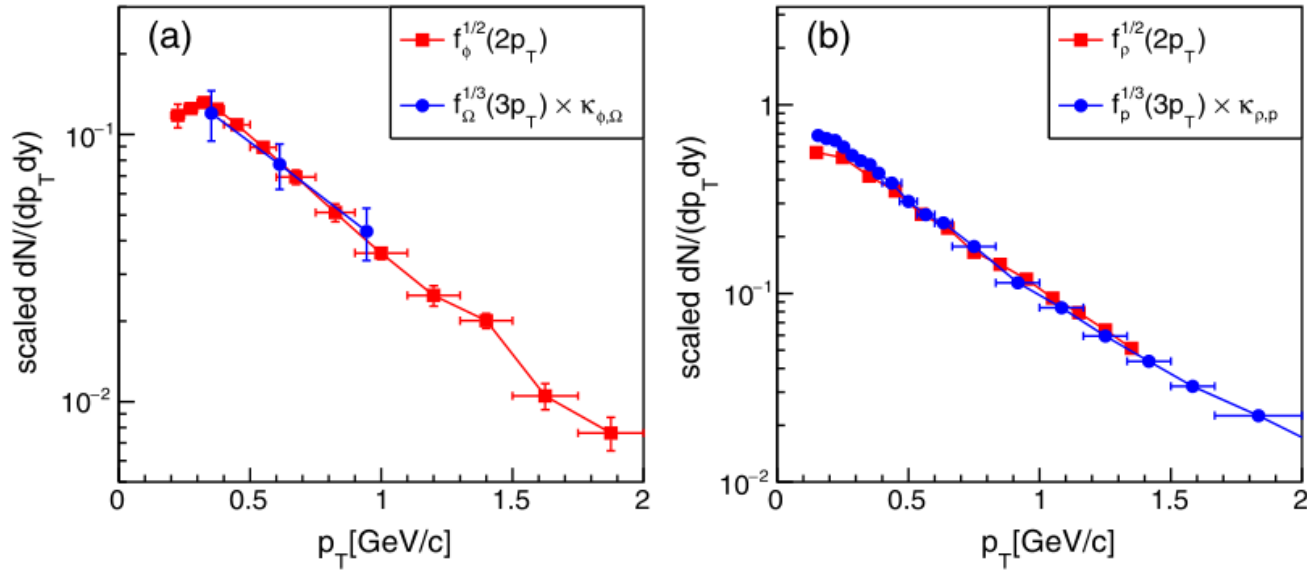 (a)
f_ϕ^{1/2}(2p_T)
f_Ω^{1/3}(3p_T) × κ_{ϕ,Ω}
scaled dN/(dp_T dy)
10^{-1}
10^{-2}
0 0.5 1 1.5 2
p_T[GeV/c]
(b)
f_ρ^{1/2}(2p_T)
f_p^{1/3}(3p_T) × κ_{ρ,p}
scaled dN/(dp_T dy)
1
10^{-1}
10^{-2}
0 0.5 1 1.5 2
p_T[GeV/c]